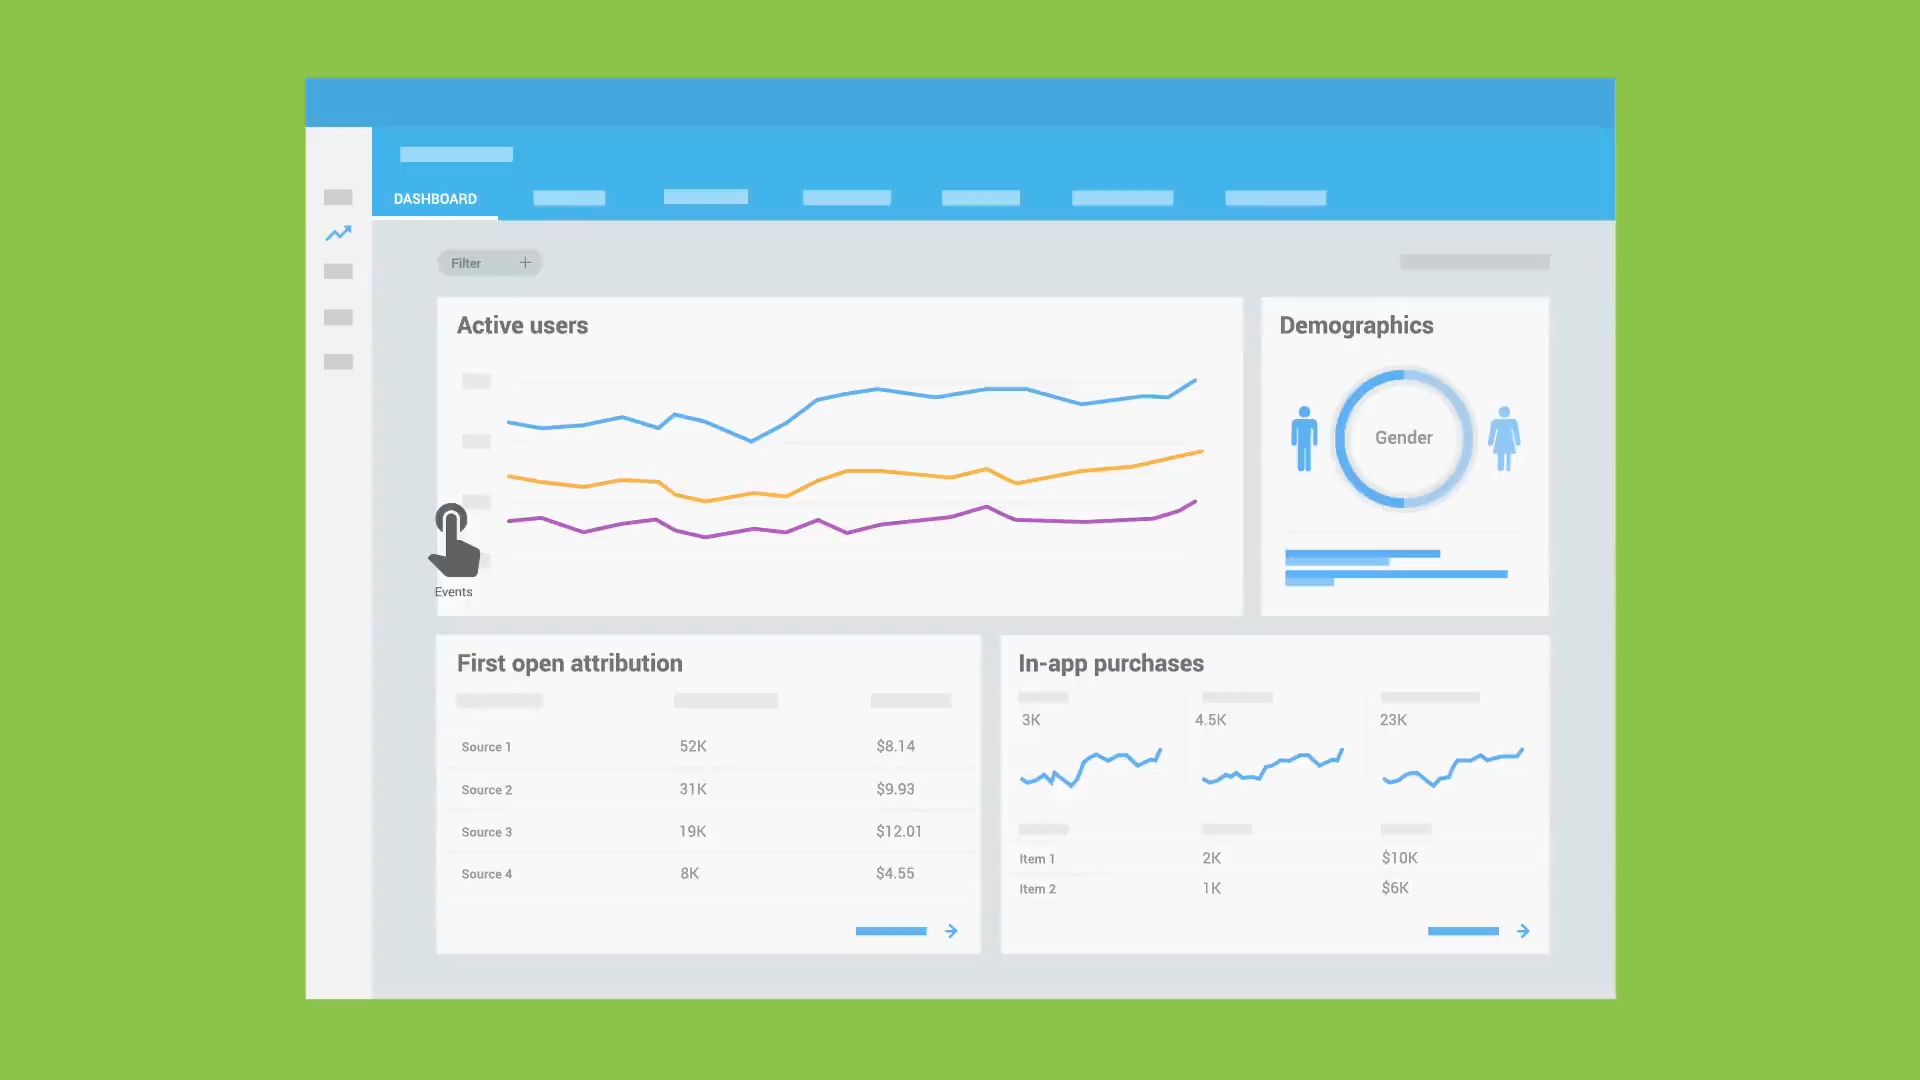 DASHBOARD
Filter +
Active users
Demographics
Gender
Events
First open attribution
Source 1 52K $8.14
Source 2 31K $9.93
Source 3 19K $12.01
Source 4 8K $4.55
In-app purchases
3K 4.5K 23K
Item 1 2K $10K
Item 2 1K $6K